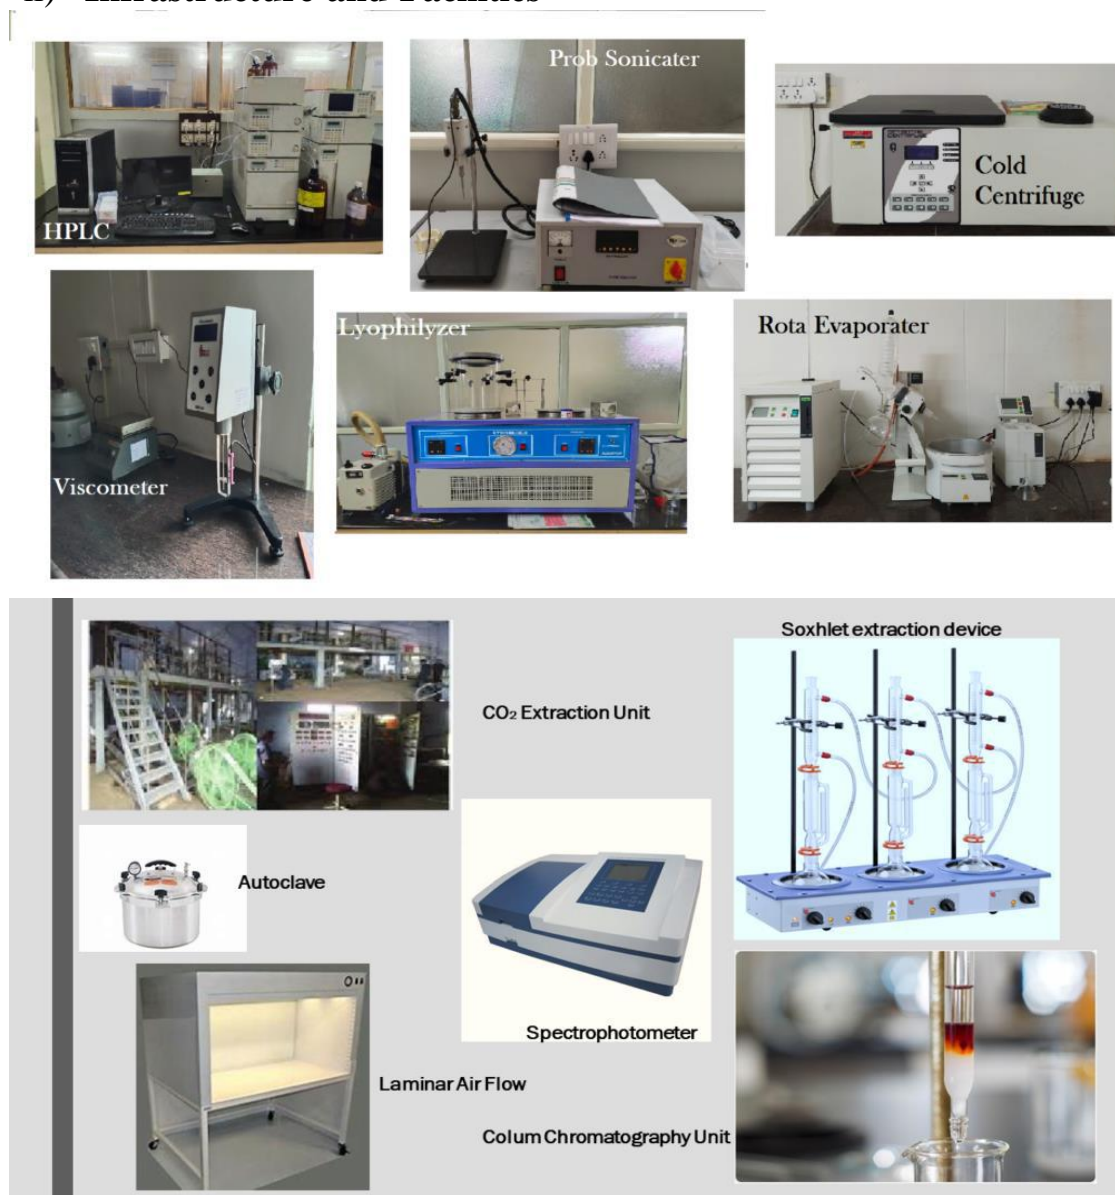 Infrastructure and Facilities
HPLC
Prob Sonicater
Cold
Centrifuge
Viscometer
Lyophilyzer
Rota Evaporater
CO₂ Extraction Unit
Soxhlet extraction device
Autoclave
Spectrophotometer
Laminar Air Flow
Colum Chromatography Unit